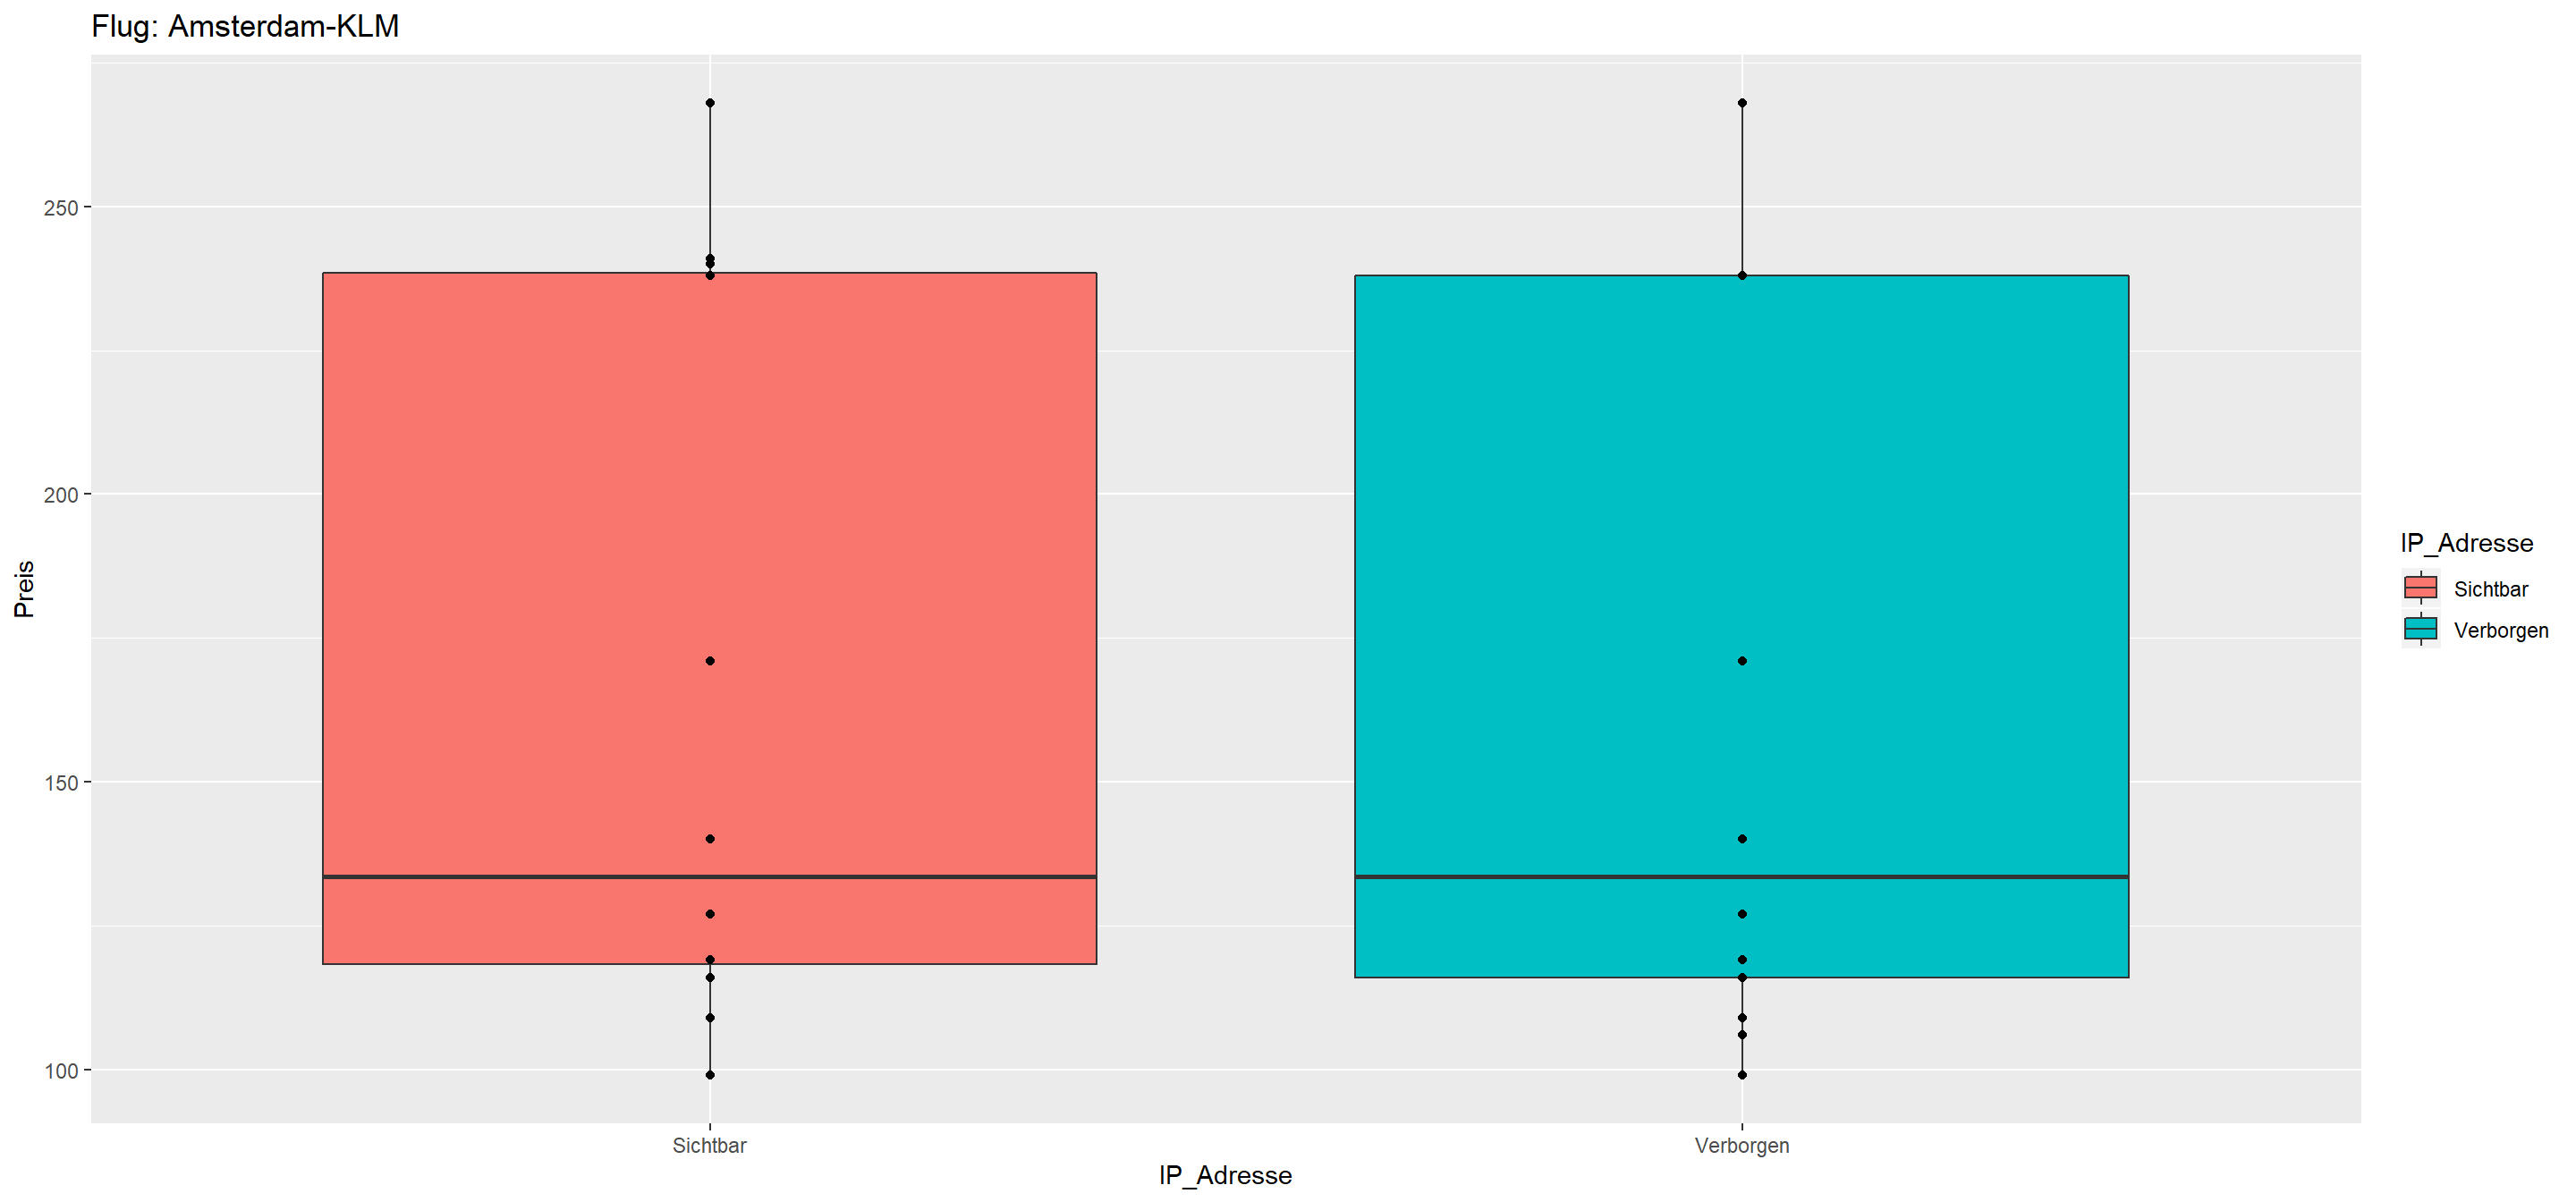 Flug: Amsterdam-KLM
250
200
150
100
Preis
Sichtbar
Verborgen
IP_Adresse
IP_Adresse
Sichtbar
Verborgen